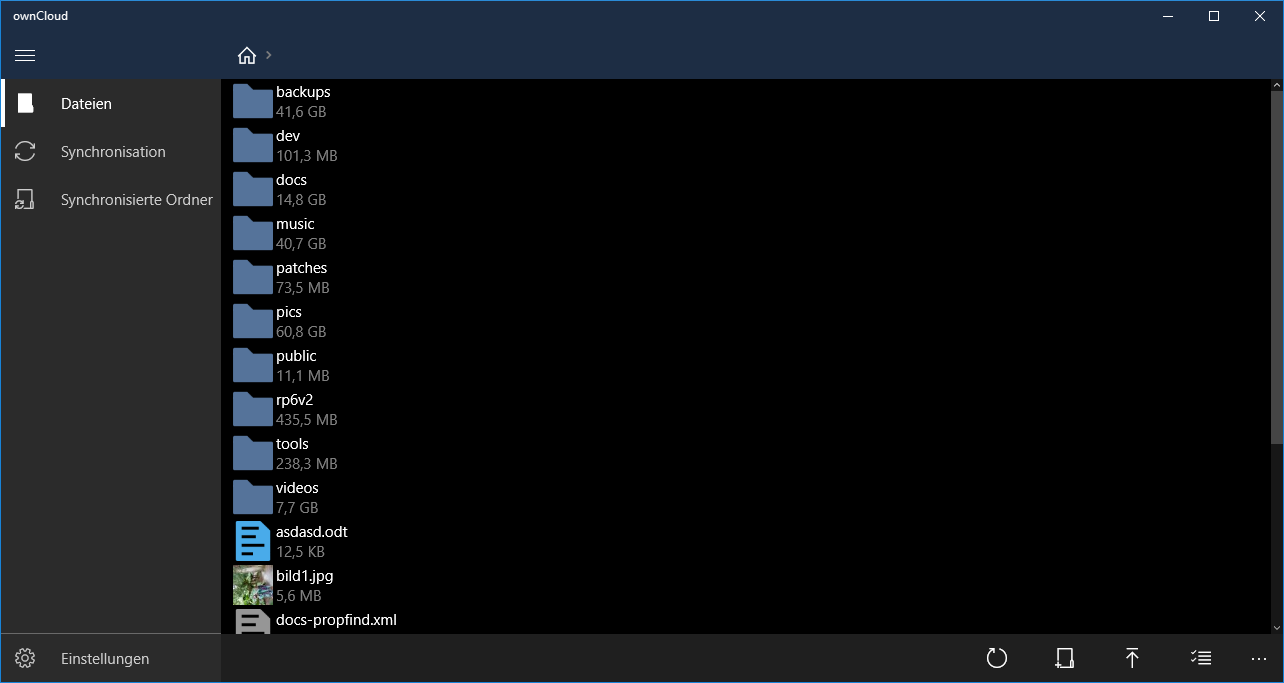 ownCloud
Dateien
Synchronisation
Synchronisierte Ordner
Einstellungen
backups
41,6 GB
dev
101,3 MB
docs
14,8 GB
music
40,7 GB
patches
73,5 MB
pics
60,8 GB
public
11,1 MB
rp6v2
435,5 MB
tools
238,3 MB
videos
7,7 GB
asdasd.odt
12,5 KB
bild1.jpg
5,6 MB
docs-propfind.xml